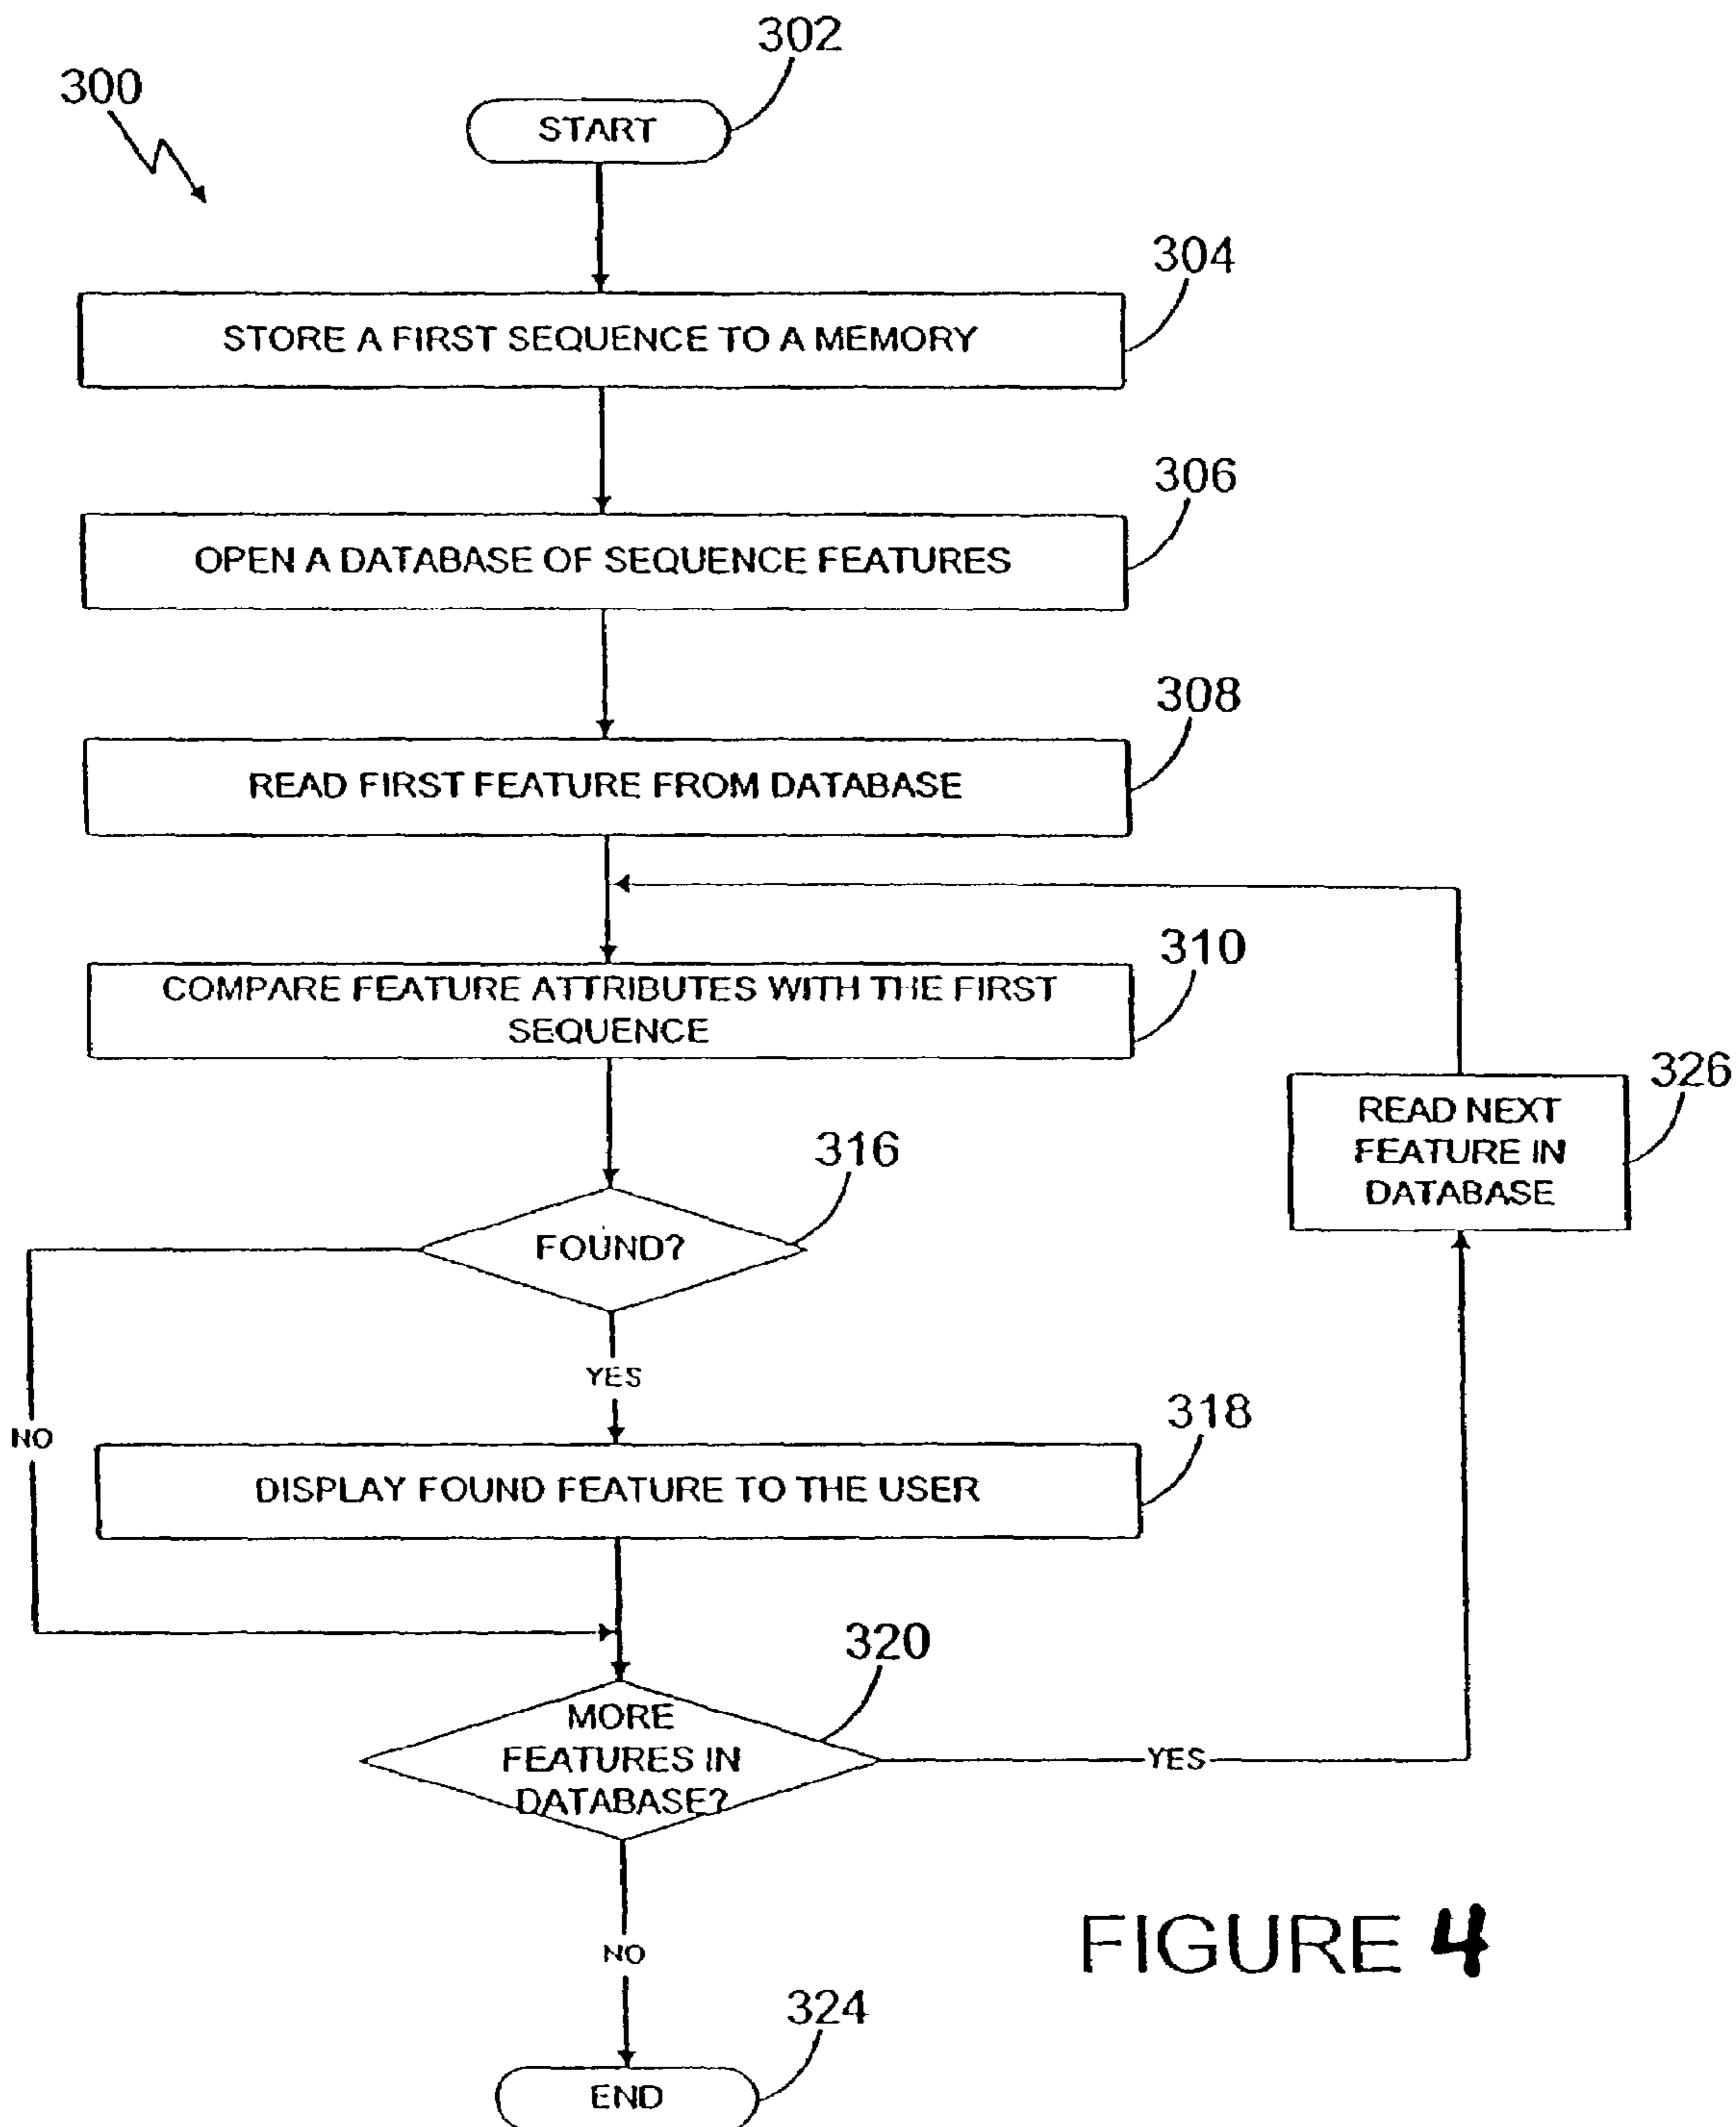 302
300
START
304
STORE A FIRST SEQUENCE TO A MEMORY
306
OPEN A DATABASE OF SEQUENCE FEATURES
308
READ FIRST FEATURE FROM DATABASE
310
COMPARE FEATURE ATTRIBUTES WITH THE FIRST
SEQUENCE
326
READ NEXT
FEATURE IN
DATABASE
316
FOUND?
YES
NO
318
DISPLAY FOUND FEATURE TO THE USER
320
MORE
FEATURES IN
DATABASE?
YES
NO
FIGURE 4
324
END